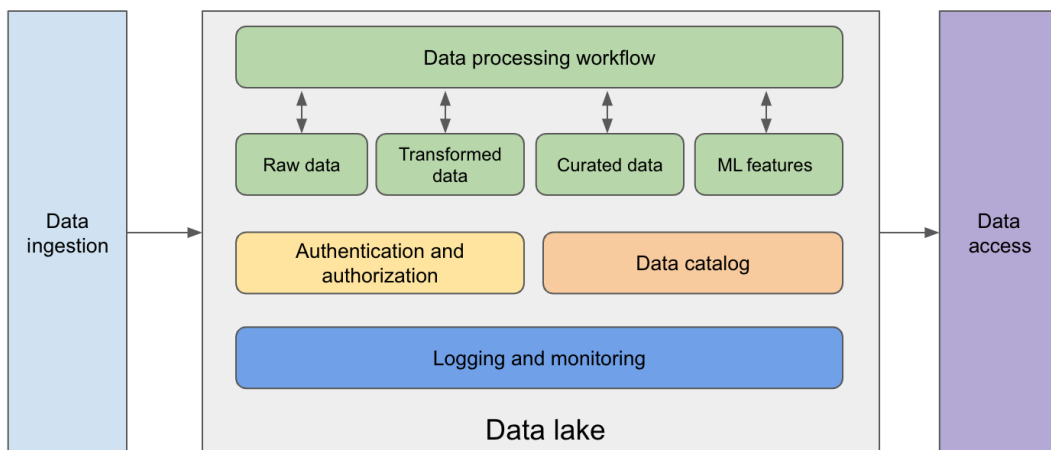 Data processing workflow
Raw data
Transformed
data
Curated data
ML features
Data
ingestion
Data
access
Authentication and
authorization
Data catalog
Logging and monitoring
Data lake